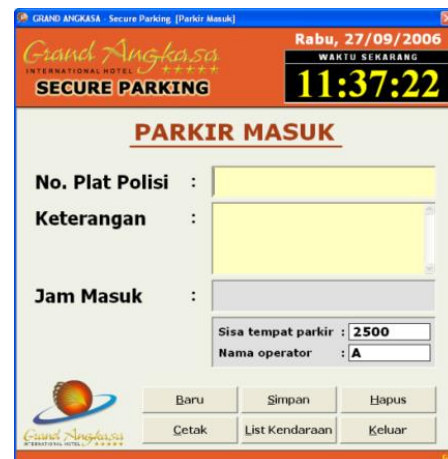 GRAND ANGKASA - Secure Parking [Parkir Masuk]
Grand Angkasa
INTERNATIONAL HOTEL ★★★★★
SECURE PARKING
Rabu, 27/09/2006
WAKTU SEKARANG
11:37:22
PARKIR MASUK
No. Plat Polisi :
Keterangan :
Jam Masuk :
Sisa tempat parkir : 2500
Nama operator : A
Baru Simpan Hapus
Cetak List Kendaraan Keluar
Grand Angkasa
INTERNATIONAL HOTEL ★★★★★